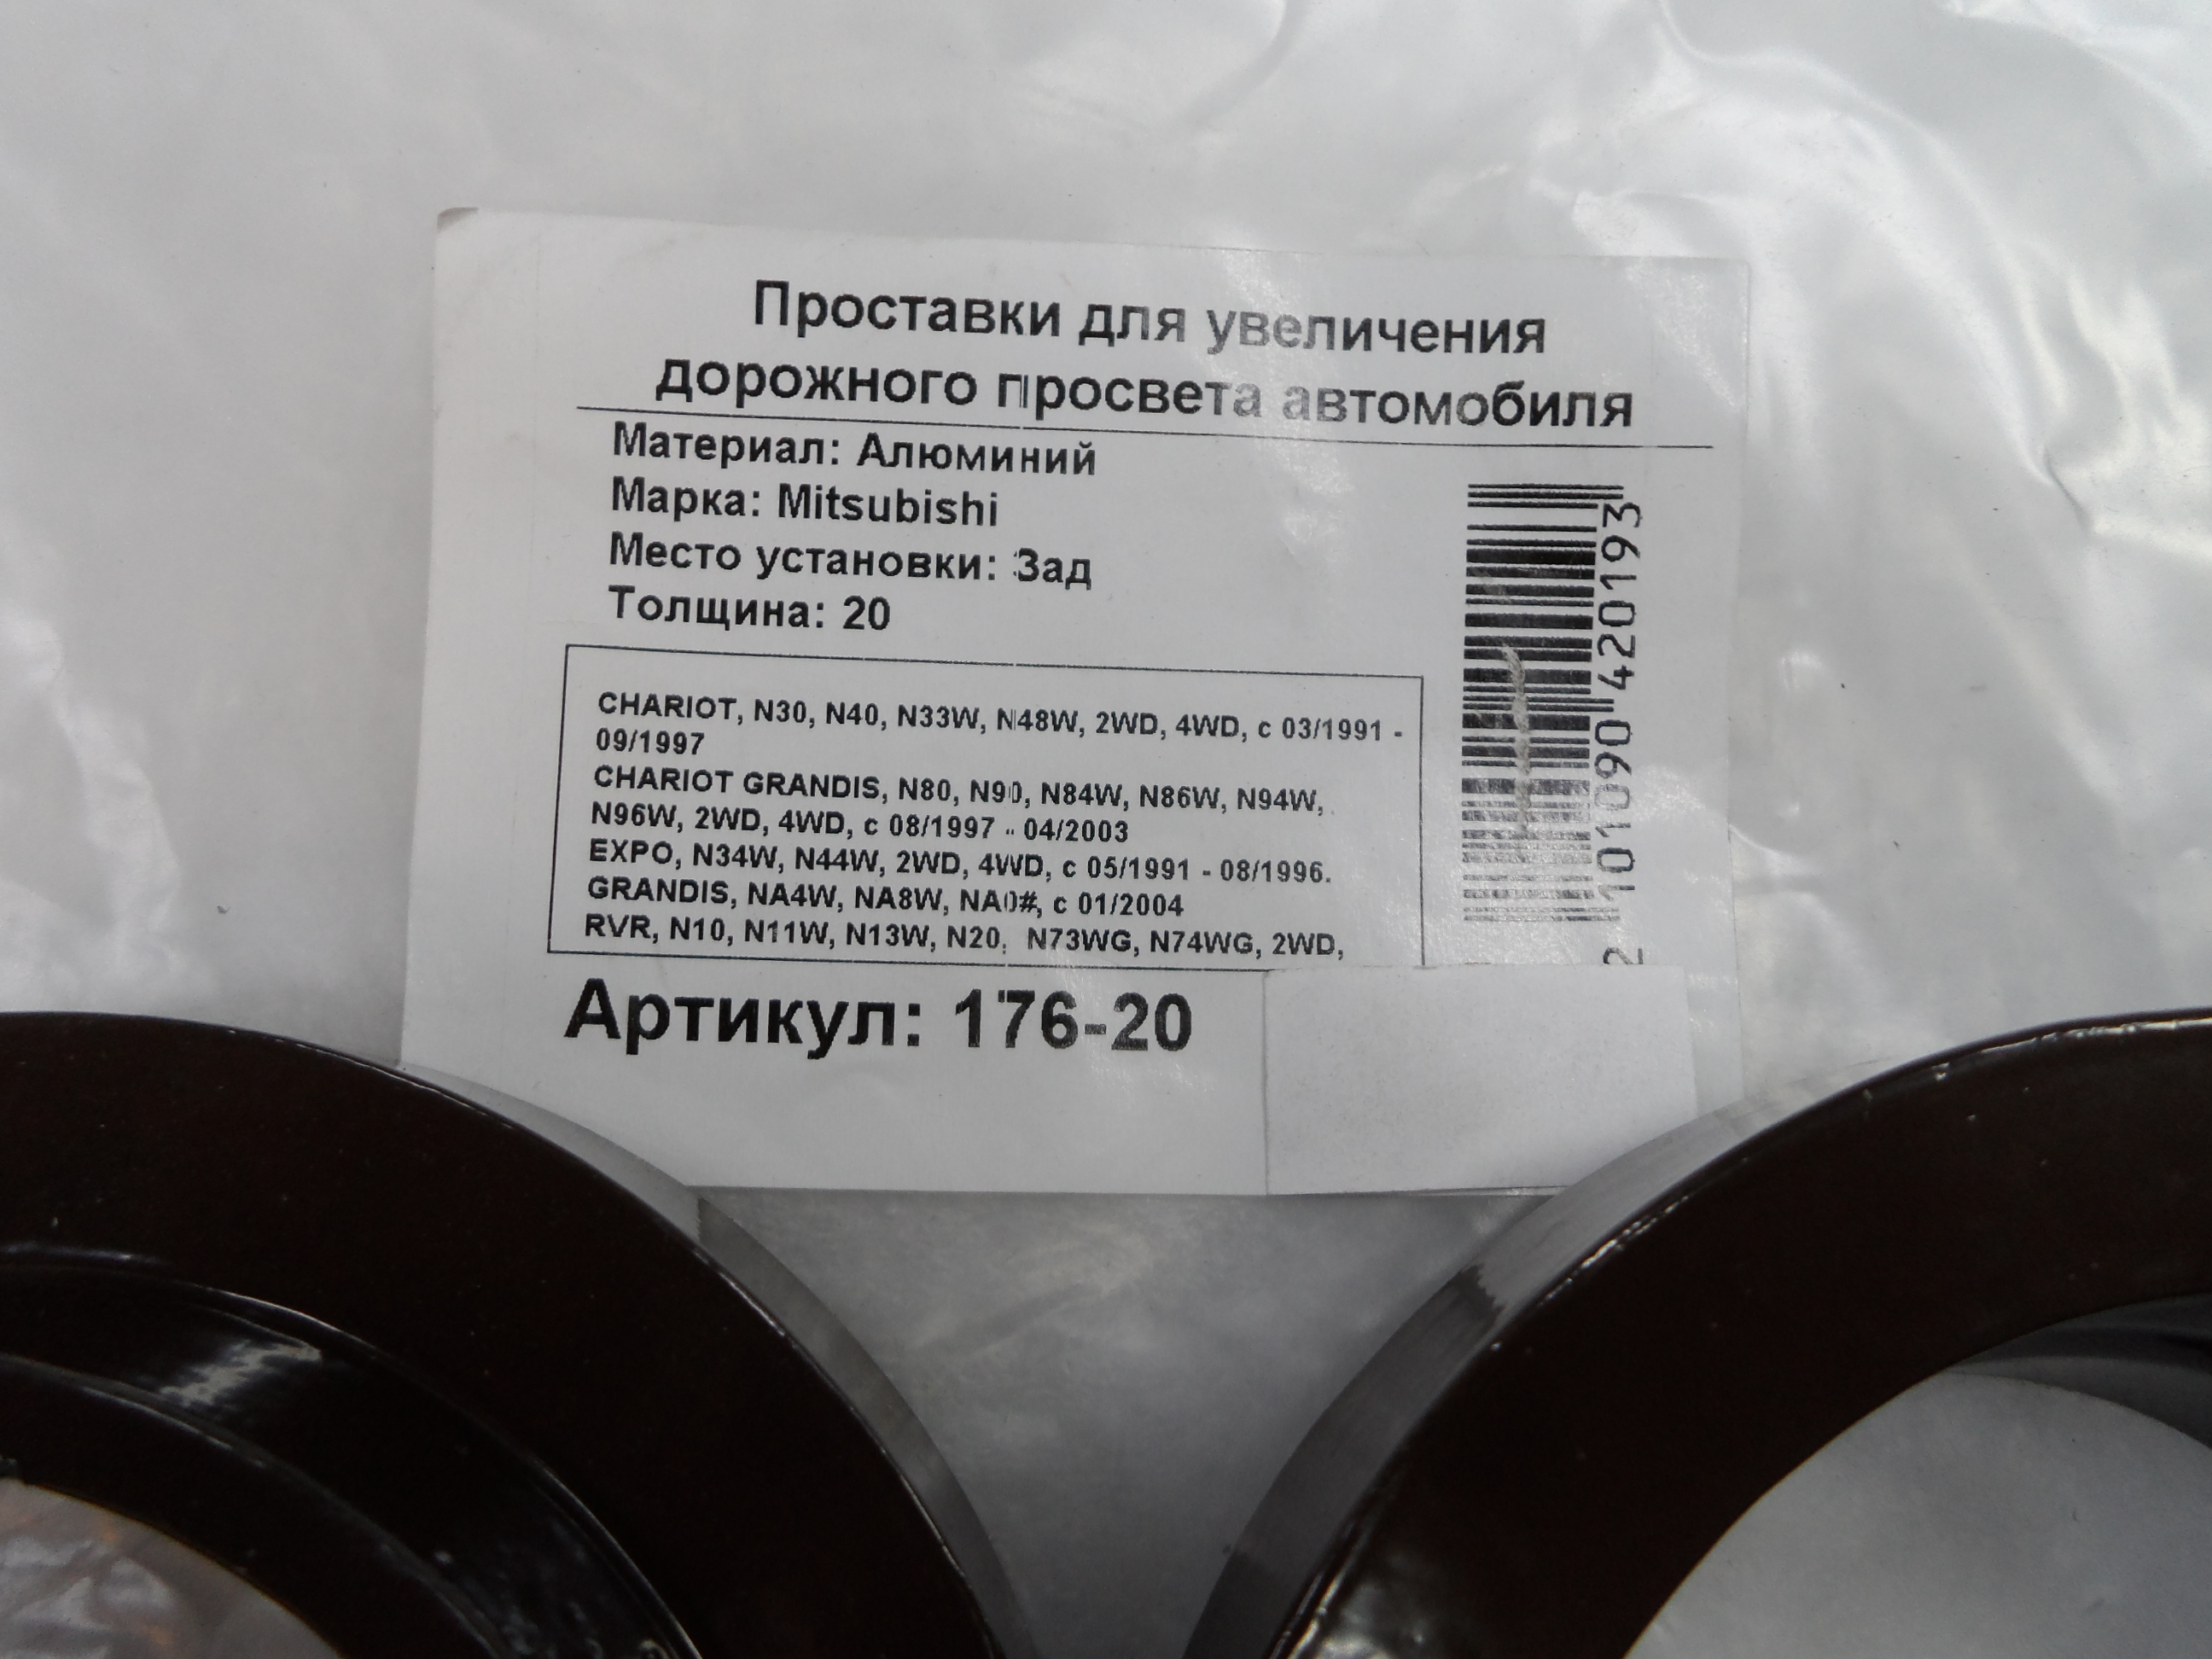 Проставки для увеличения
дорожного просвета автомобиля
Материал: Алюминий
Марка: Mitsubishi
Место установки: Зад
Толщина: 20
CHARIOT, N30, N40, N33W, N48W, 2WD, 4WD, с 03/1991 -
09/1997
CHARIOT GRANDIS, N80, N90, N84W, N86W, N94W,
N96W, 2WD, 4WD, с 08/1997 - 04/2003
EXPO, N34W, N44W, 2WD, 4WD, с 05/1991 - 08/1996.
GRANDIS, NA4W, NA8W, NA0#, с 01/2004
RVR, N10, N11W, N13W, N20, N73WG, N74WG, 2WD,
Артикул: 176-20
2 101090 420193